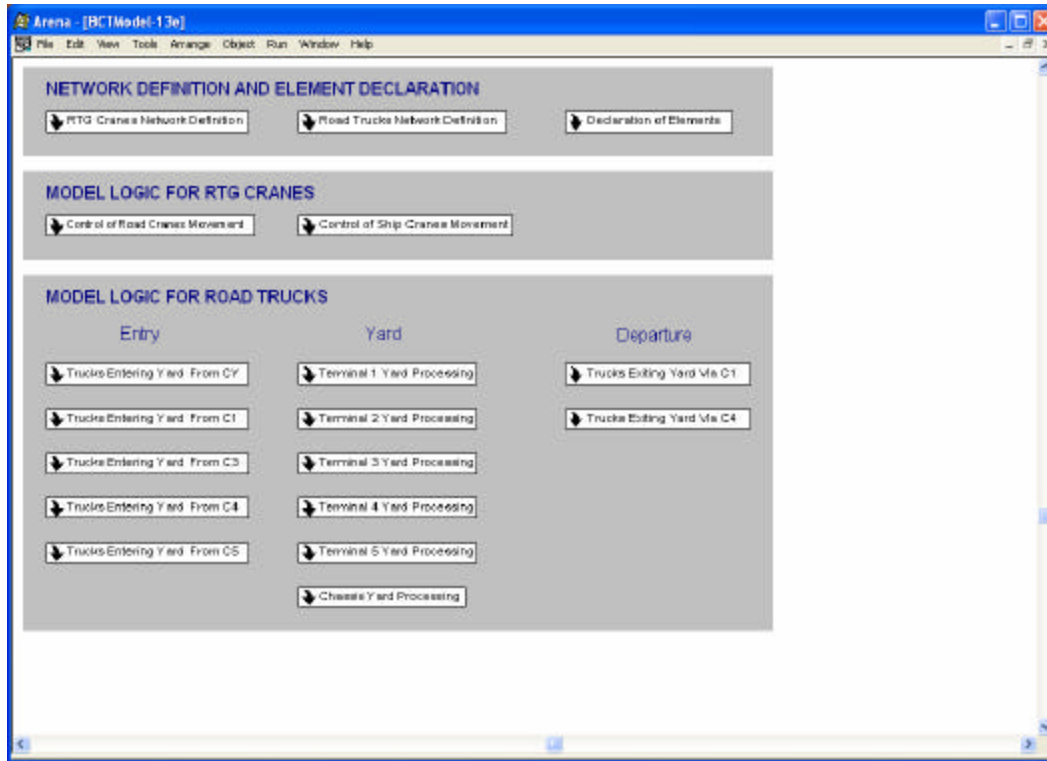 Arena - [BCTModel-13e]
File Edit View Tools Arrange Object Run Window Help
NETWORK DEFINITION AND ELEMENT DECLARATION
RTG Cranes Network Definition
Road Trucks Network Definition
Declaration of Elements
MODEL LOGIC FOR RTG CRANES
Control of Road Cranes Movement
Control of Ship Cranes Movement
MODEL LOGIC FOR ROAD TRUCKS
Entry Yard Departure
Trucks Entering Yard From CY
Terminal 1 Yard Processing
Trucks Exiting Yard Via C1
Trucks Entering Yard From C1
Terminal 2 Yard Processing
Trucks Exiting Yard Via C4
Trucks Entering Yard From C3
Terminal 3 Yard Processing
Trucks Entering Yard From C4
Terminal 4 Yard Processing
Trucks Entering Yard From C5
Terminal 5 Yard Processing
Chassis Yard Processing